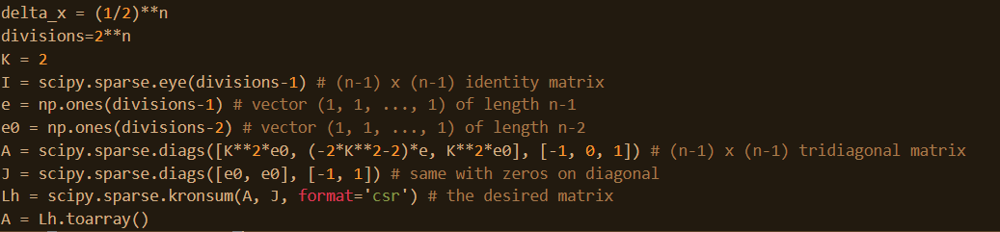 delta_x = (1/2)**n
divisions=2**n
K = 2
I = scipy.sparse.eye(divisions-1) # (n-1) x (n-1) identity matrix
e = np.ones(divisions-1) # vector (1, 1, ..., 1) of length n-1
e0 = np.ones(divisions-2) # vector (1, 1, ..., 1) of length n-2
A = scipy.sparse.diags([K**2*e0, (-2*K**2-2)*e, K**2*e0], [-1, 0, 1]) # (n-1) x (n-1) tridiagonal matrix
J = scipy.sparse.diags([e0, e0], [-1, 1]) # same with zeros on diagonal
Lh = scipy.sparse.kronsum(A, J, format='csr') # the desired matrix
A = Lh.toarray()